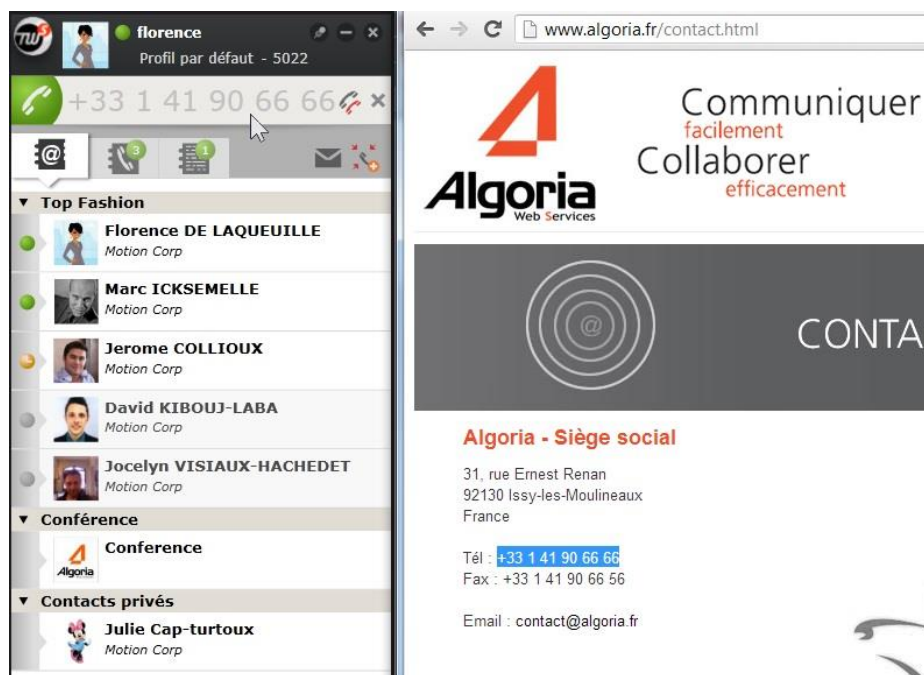 TW5
florence
Profil par défaut - 5022
+33 1 41 90 66 66
@
3
1
Top Fashion
Florence DE LAQUEUILLE
Motion Corp
Marc ICKSEMELLE
Motion Corp
Jerome COLLIOUX
Motion Corp
David KIBOUJ-LABA
Motion Corp
Jocelyn VISIAUX-HACHEDET
Motion Corp
Conférence
Algoria
Conference
Contacts privés
Julie Cap-turtoux
Motion Corp
www.algoria.fr/contact.html
Algoria
Web Services
Communiquer
facilement
Collaborer
efficacement
@
CONTA
Algoria - Siège social
31, rue Ernest Renan
92130 Issy-les-Moulineaux
France
Tél : +33 1 41 90 66 66
Fax : +33 1 41 90 66 56
Email : contact@algoria.fr